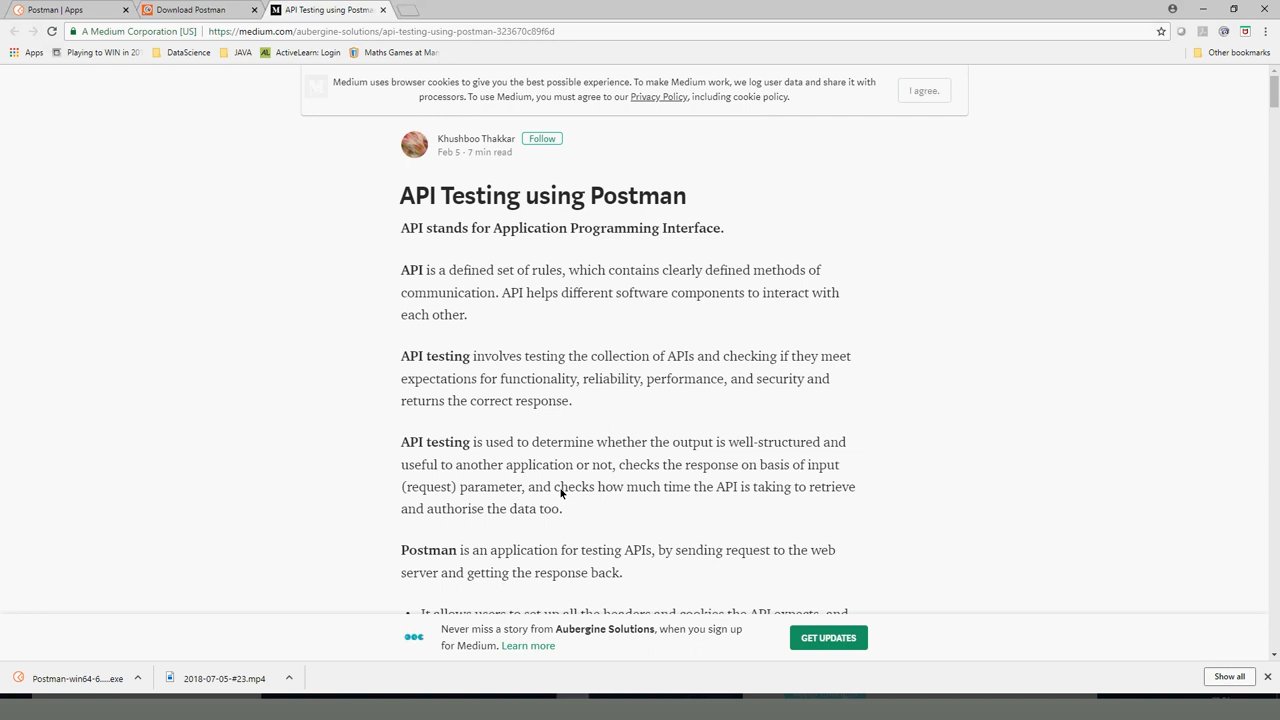 Postman | Apps
Download Postman
API Testing using Postma
A Medium Corporation [US]
https://medium.com/aubergine-solutions/api-testing-using-postman-323670c89f6d
Apps
Playing to WIN in 20
DataScience
JAVA
ActiveLearn: Login
Maths Games at Man
Other bookmarks
Medium uses browser cookies to give you the best possible experience. To make Medium work, we log user data and share it with
processors. To use Medium, you must agree to our Privacy Policy, including cookie policy.
I agree.
Khushboo Thakkar
Follow
Feb 5 · 7 min read
API Testing using Postman
API stands for Application Programming Interface.
API is a defined set of rules, which contains clearly defined methods of
communication. API helps different software components to interact with
each other.
API testing involves testing the collection of APIs and checking if they meet
expectations for functionality, reliability, performance, and security and
returns the correct response.
API testing is used to determine whether the output is well-structured and
useful to another application or not, checks the response on basis of input
(request) parameter, and checks how much time the API is taking to retrieve
and authorise the data too.
Postman is an application for testing APIs, by sending request to the web
server and getting the response back.
• It allows users to set up all the headers and cookies the API expects, and
Never miss a story from Aubergine Solutions, when you sign up
for Medium. Learn more
GET UPDATES
Postman-win64-6....exe
2018-07-05-#23.mp4
Show all